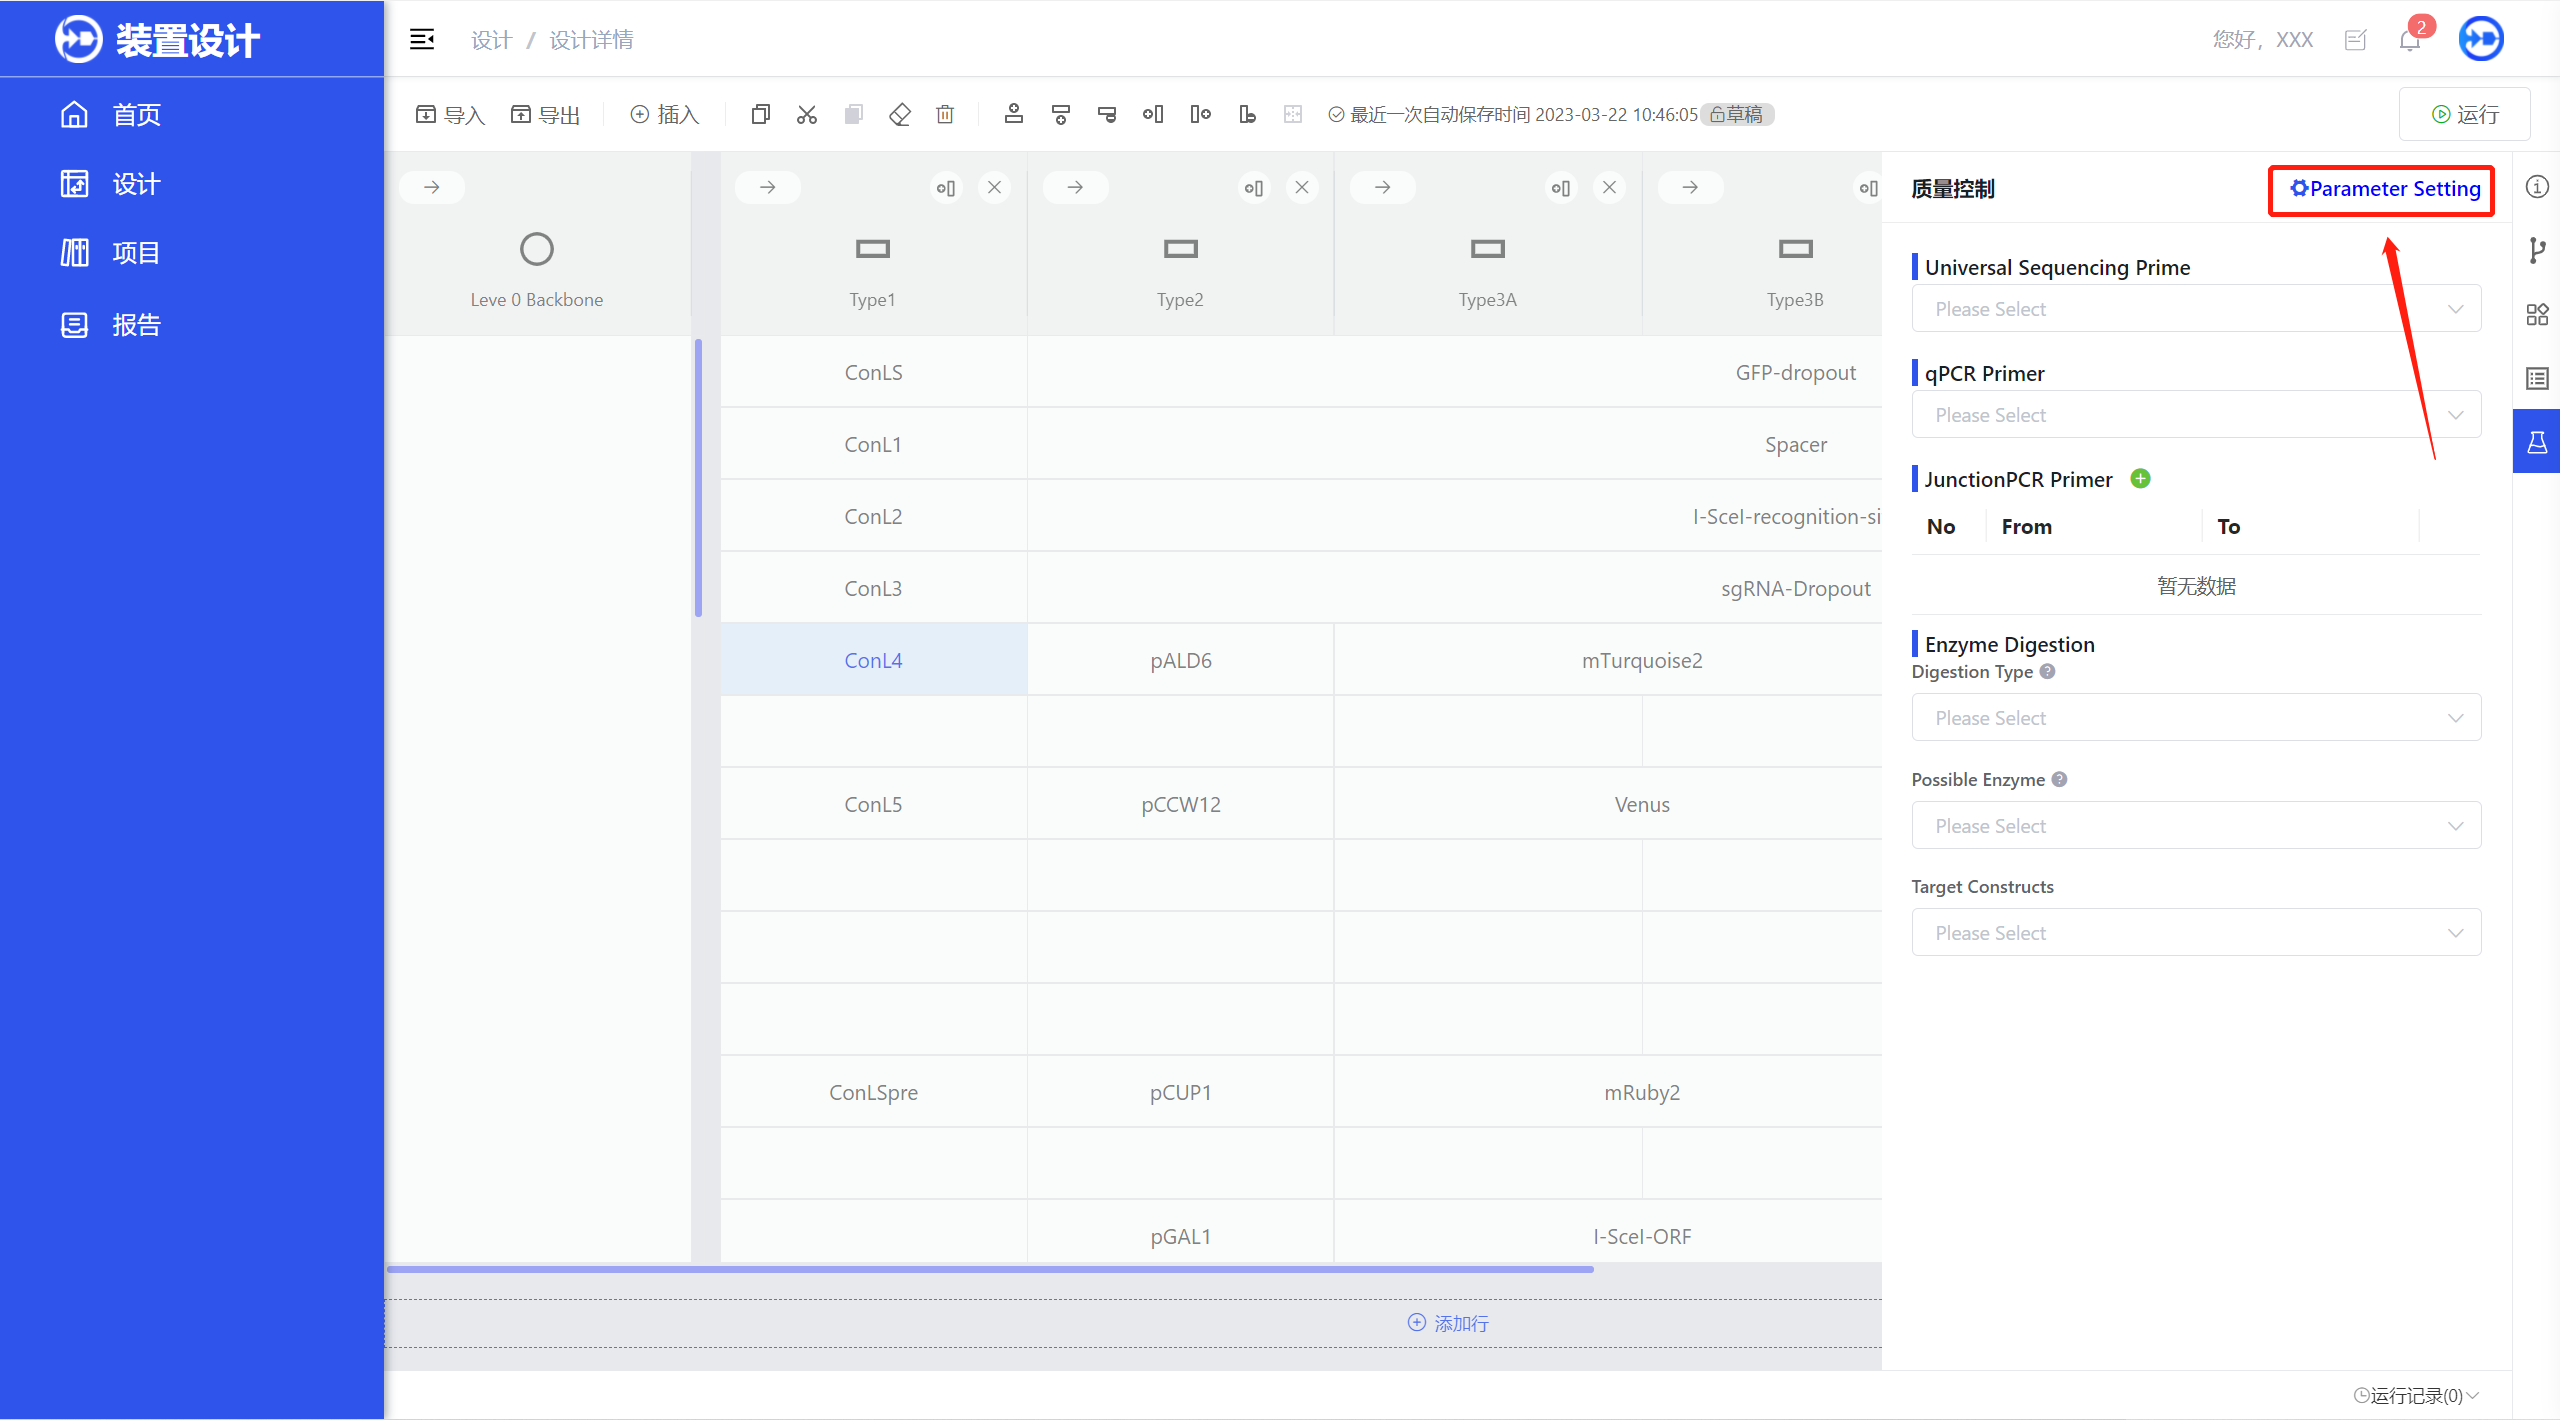 装置设计
设计 / 设计详情
您好，XXX
2
首页
设计
项目
报告
导入
导出
插入
最近一次自动保存时间 2023-03-22 10:46:05
草稿
运行
Leve 0 Backbone
Type1
Type2
Type3A
Type3B
ConLS
GFP-dropout
ConL1
Spacer
ConL2
I-SceI-recognition-si
ConL3
sgRNA-Dropout
ConL4
pALD6
mTurquoise2
ConL5
pCCW12
Venus
ConLSpre
pCUP1
mRuby2
pGAL1
I-SceI-ORF
添加行
质量控制
Parameter Setting
Universal Sequencing Prime
Please Select
qPCR Primer
Please Select
JunctionPCR Primer
No From To
暂无数据
Enzyme Digestion
Digestion Type
Please Select
Possible Enzyme
Please Select
Target Constructs
Please Select
运行记录(0)